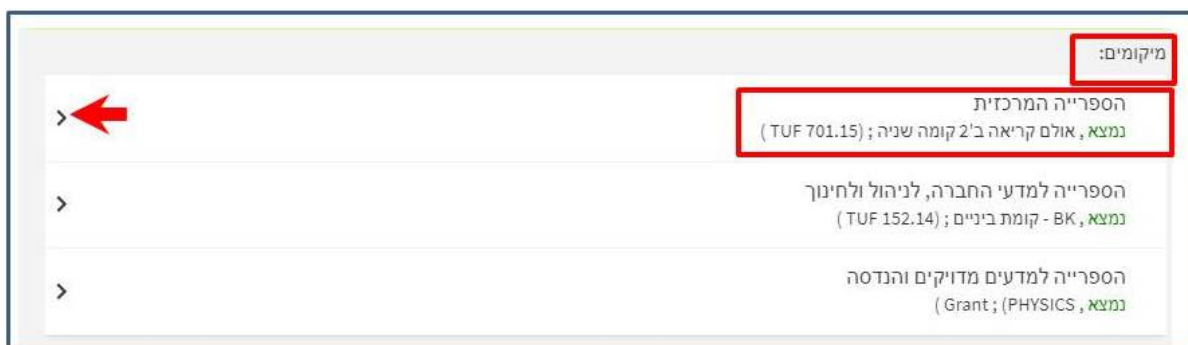 מיקומים:
הספרייה המרכזית
נמצא , אולם קריאה ב'2 קומה שניה ; (TUF 701.15 )
הספרייה למדעי החברה, לניהול ולחינוך
נמצא , BK - קומת ביניים ; (TUF 152.14 )
הספרייה למדעים מדויקים והנדסה
נמצא , PHYSICS) ; Grant )